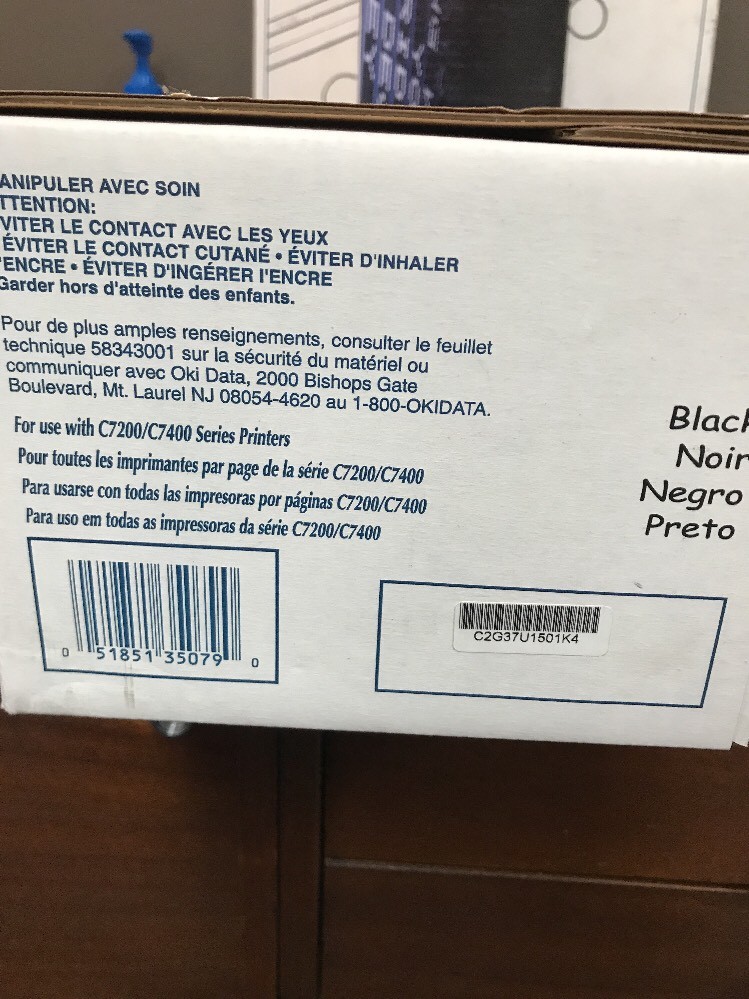 ANIPULER AVEC SOIN
TTENTION:
VITER LE CONTACT AVEC LES YEUX
ÉVITER LE CONTACT CUTANÉ • ÉVITER D'INHALER
'ENCRE • ÉVITER D'INGÉRER l'ENCRE
Garder hors d'atteinte des enfants.
Pour de plus amples renseignements, consulter le feuillet
technique 58343001 sur la sécurité du matériel ou
communiquer avec Oki Data, 2000 Bishops Gate
Boulevard, Mt. Laurel NJ 08054-4620 au 1-800-OKIDATA.
For use with C7200/C7400 Series Printers
Pour toutes les imprimantes par page de la série C7200/C7400
Para usarse con todas las impresoras por páginas C7200/C7400
Para uso em todas as impressoras da série C7200/C7400
Black
Noir
Negro
Preto
0 51851 35079 0
C2G37U1501K4